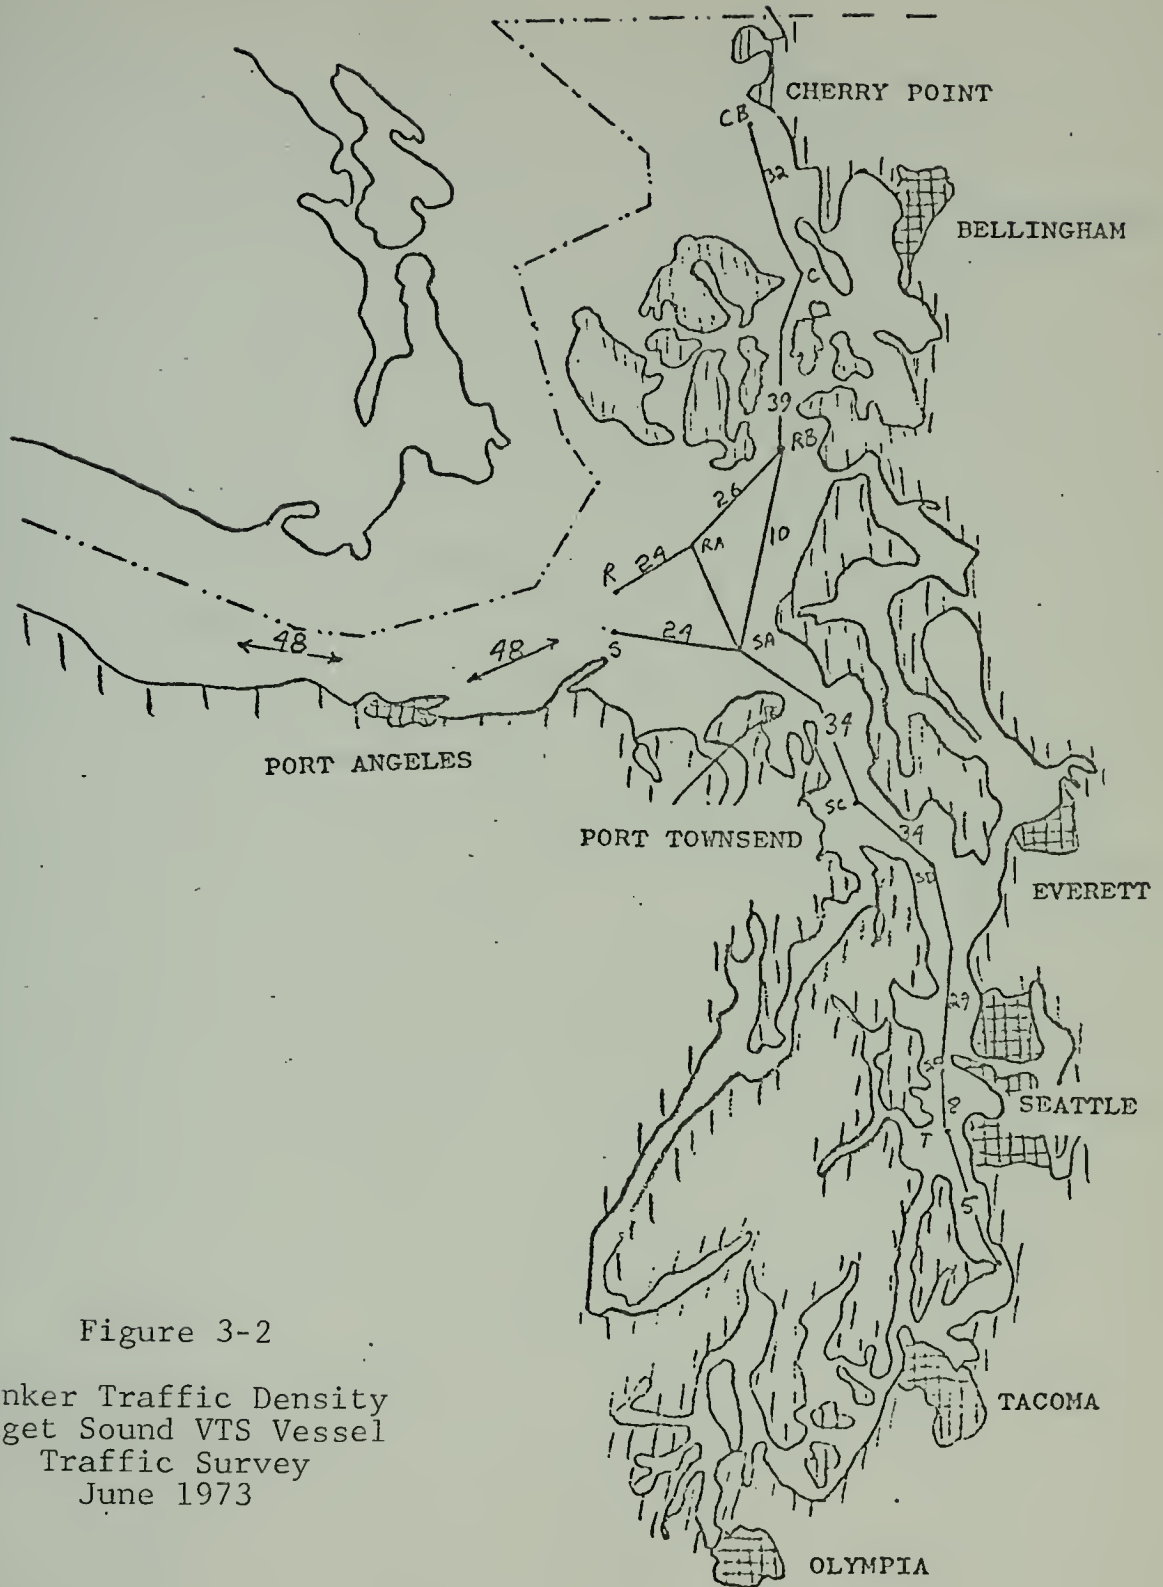 CHERRY POINT
CB
32
BELLINGHAM
C
39
RB
26
10
RA
R
29
48
48
S
24
SA
34
PORT ANGELES
SC
34
PORT TOWNSEND
SD
EVERETT
29
SEATTLE
T
5
Figure 3-2
nker Traffic Density
get Sound VTS Vessel
Traffic Survey
June 1973
TACOMA
OLYMPIA